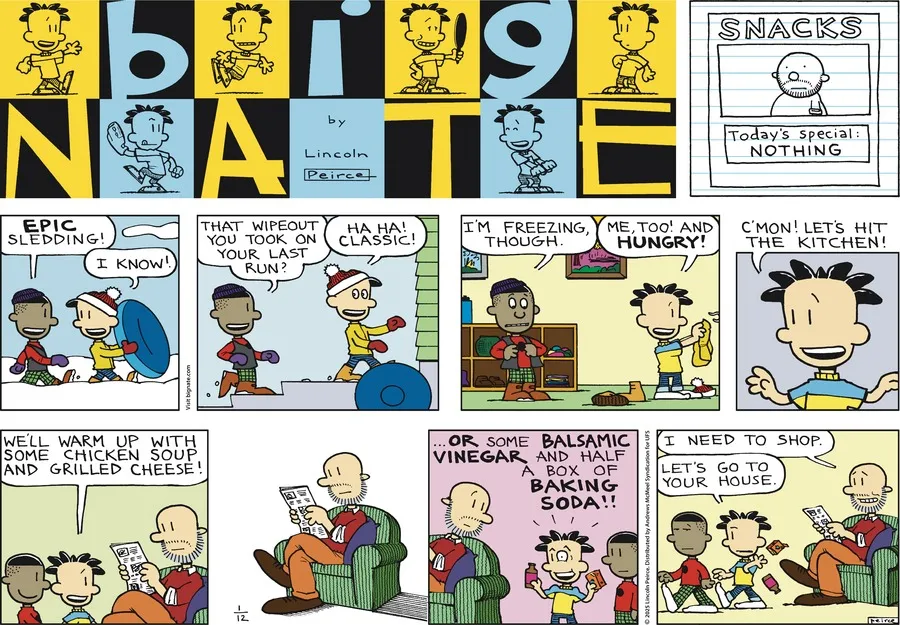 big
NATE
by
Lincoln
Peirce
SNACKS
Today's special:
NOTHING
EPIC
SLEDDING!
I KNOW!
Visit bignate.com
THAT WIPEOUT
YOU TOOK ON
YOUR LAST
RUN?
HA HA!
CLASSIC!
I'M FREEZING,
THOUGH.
ME, TOO! AND
HUNGRY!
C'MON! LET'S HIT
THE KITCHEN!
WE'LL WARM UP WITH
SOME CHICKEN SOUP
AND GRILLED CHEESE!
1/12
...OR SOME BALSAMIC
VINEGAR AND HALF
A BOX OF
BAKING
SODA!!
© 2025 Lincoln Peirce. Distributed by Andrews McMeel Syndication for UFS
I NEED TO SHOP.
LET'S GO TO
YOUR HOUSE.
PEIRCE